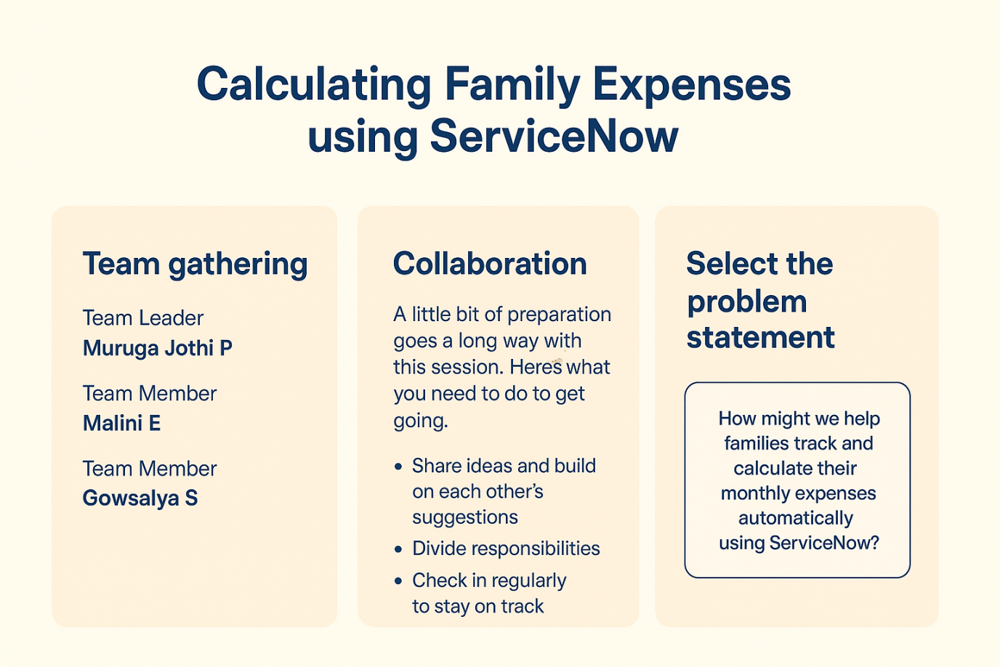 Calculating Family Expenses
using ServiceNow
Team gathering
Team Leader
Muruga Jothi P
Team Member
Malini E
Team Member
Gowsalya S
Collaboration
A little bit of preparation
goes a long way with
this session. Heres what
you need to do to get
going.
• Share ideas and build
on each other’s
suggestions
• Divide responsibilities
• Check in regularly
to stay on track
Select the
problem
statement
How might we help
families track and
calculate their
monthly expenses
automatically
using ServiceNow?